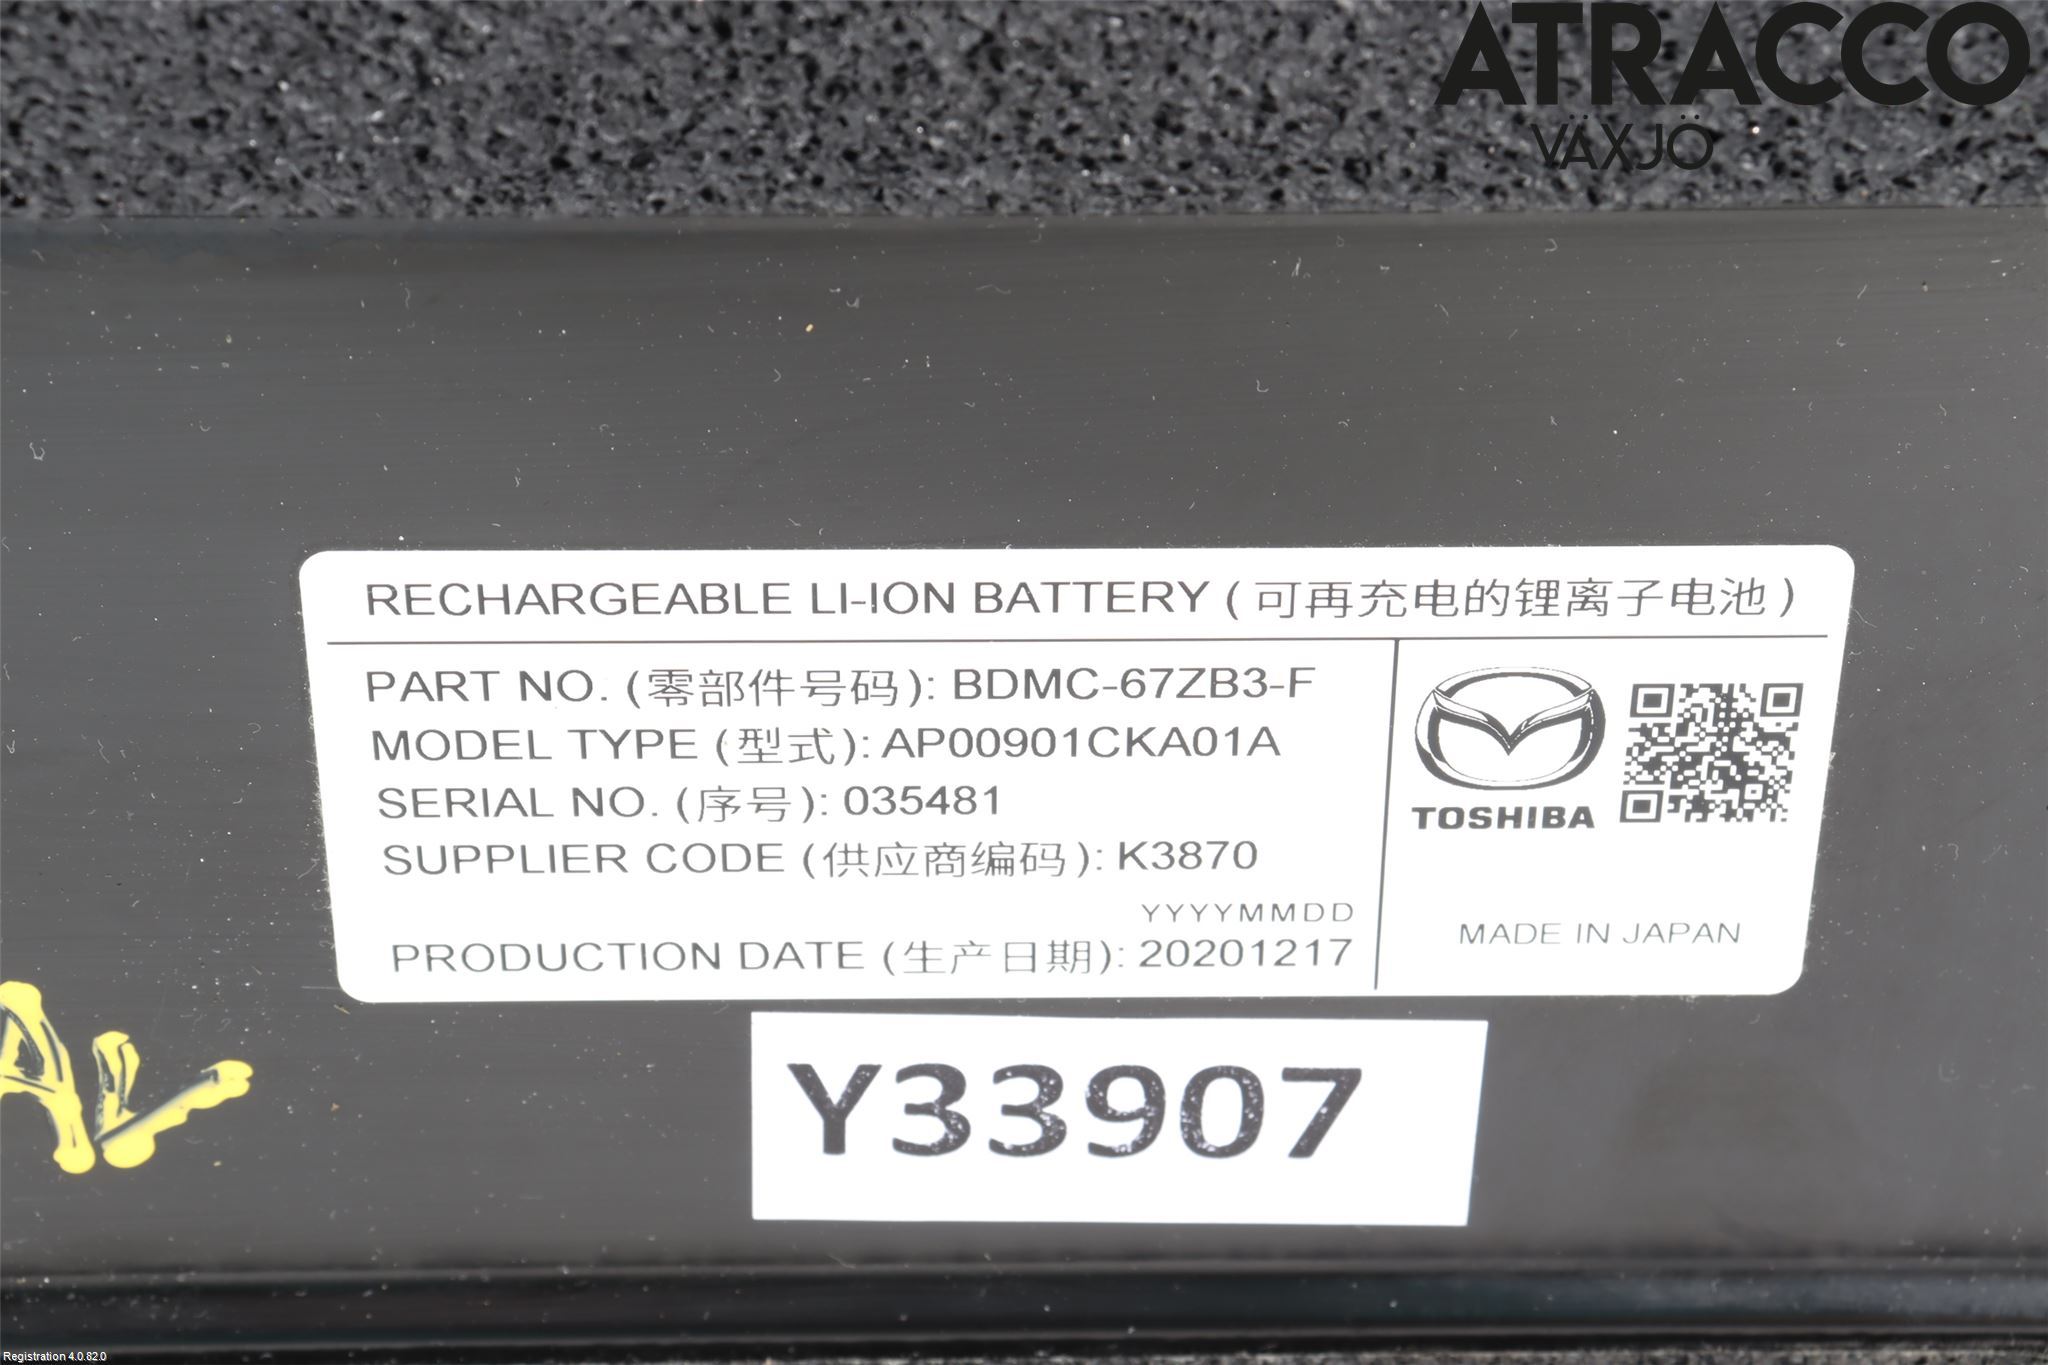 ATRACCO
VÄXJÖ
RECHARGEABLE LI-ION BATTERY (可再充电的锂离子电池)
PART NO. (零部件号码): BDMC-67ZB3-F
MODEL TYPE (型式): AP00901CKA01A
SERIAL NO. (序号): 035481
SUPPLIER CODE (供应商编码): K3870
YYYYMMDD
PRODUCTION DATE (生产日期): 20201217
TOSHIBA
MADE IN JAPAN
Y33907
Registration 4.0.82.0